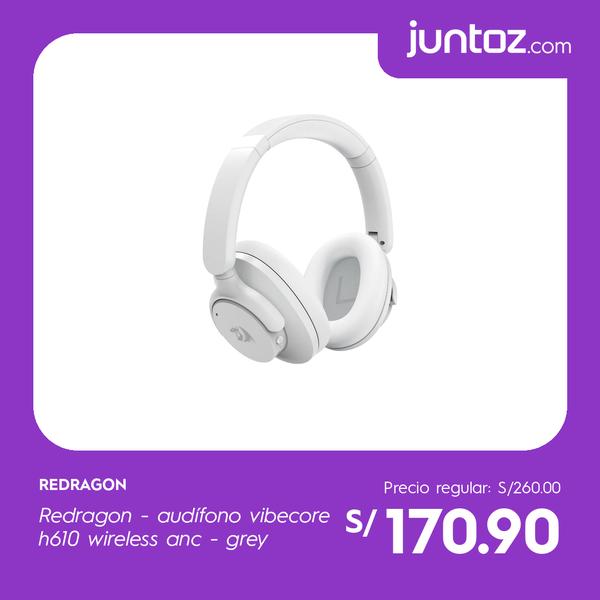 juntoz.com
L
REDRAGON
Precio regular: S/260.00
Redragon - audífono vibecore
h610 wireless anc - grey
S/ 170.90